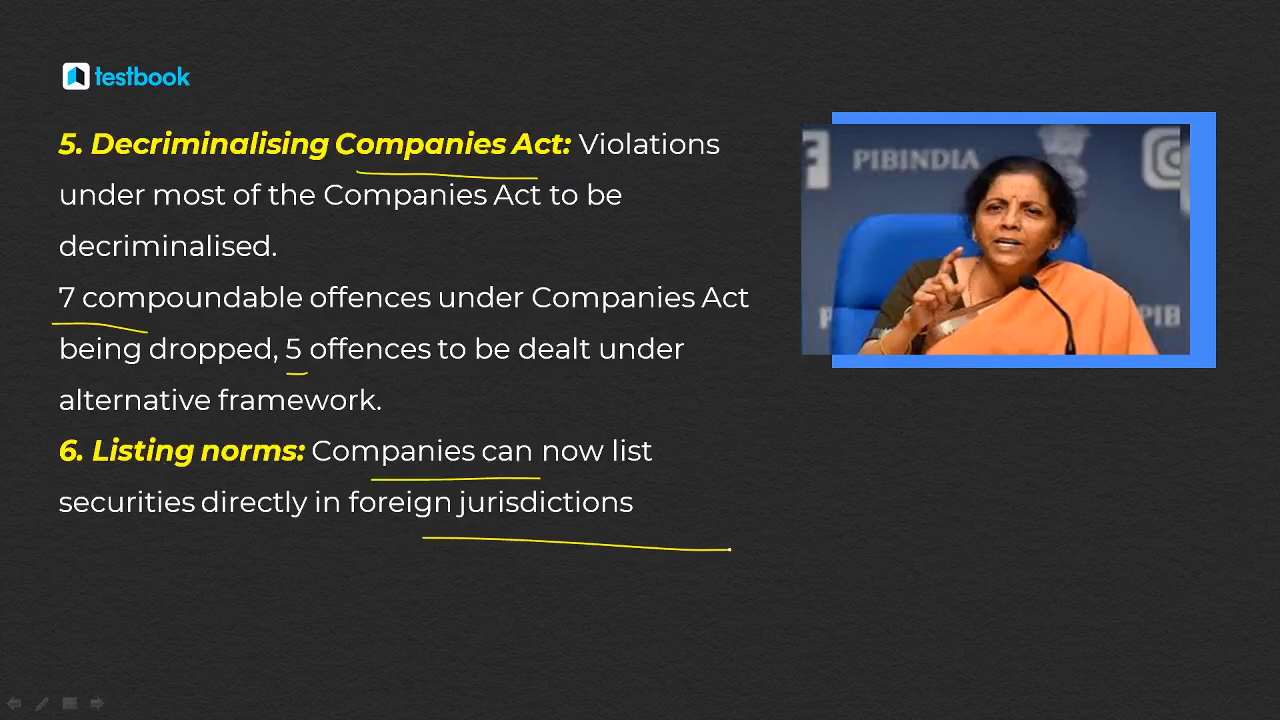 testbook
5. Decriminalising Companies Act: Violations
under most of the Companies Act to be
decriminalised.
7 compoundable offences under Companies Act
being dropped, 5 offences to be dealt under
alternative framework.
6. Listing norms: Companies can now list
securities directly in foreign jurisdictions
PIBINDIA
PIB